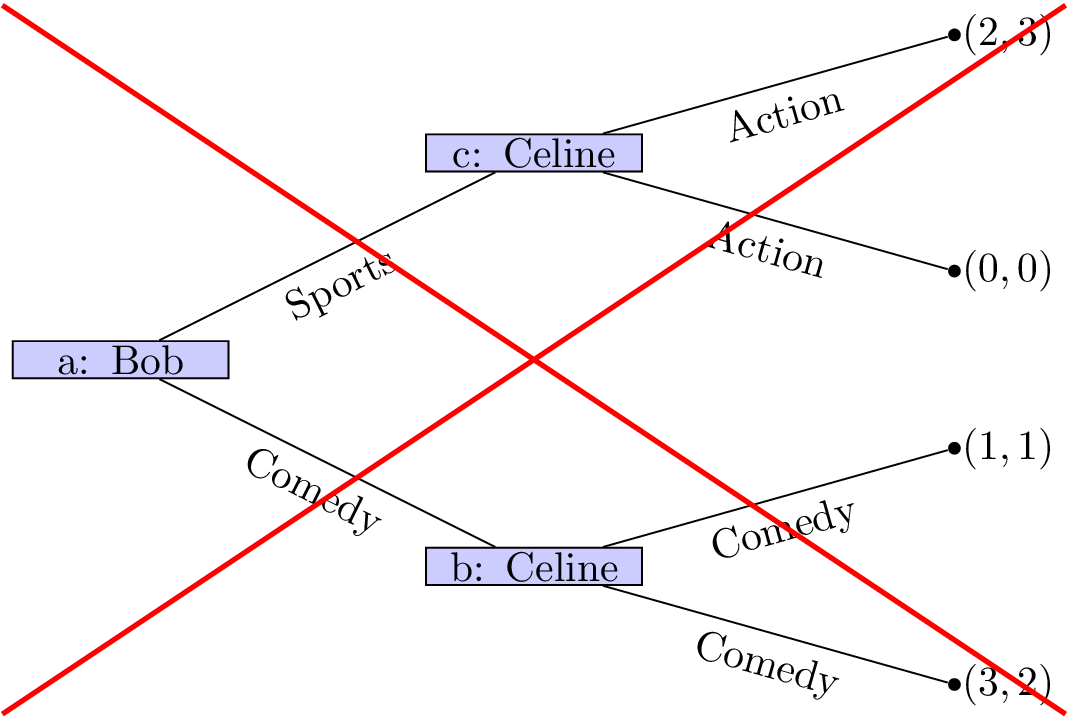 (2, 3)
Action
c: Celine
Action
(0, 0)
Sports
a: Bob
Comedy
(1, 1)
Comedy
b: Celine
Comedy
(3, 2)